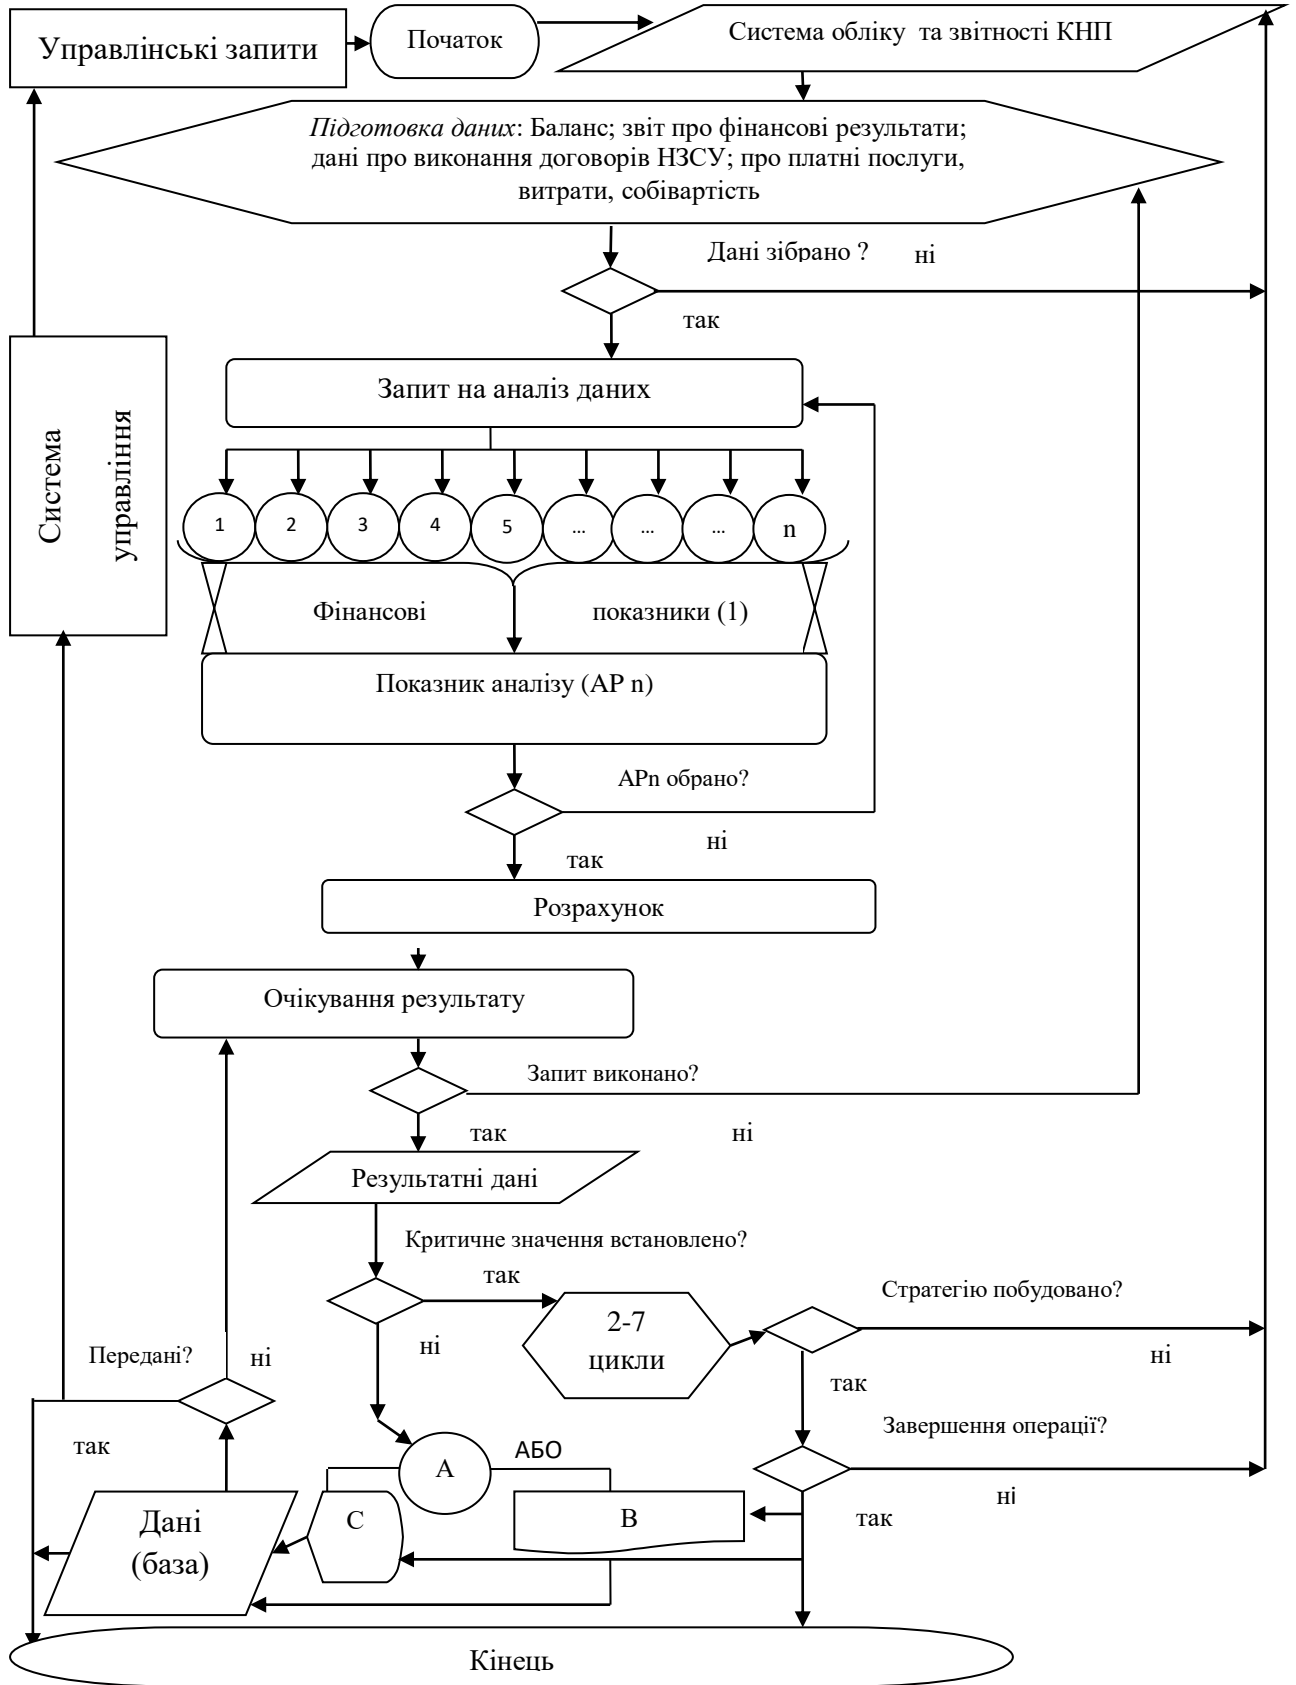 Управлінські запити
Початок
Система обліку та звітності КНП
Підготовка даних: Баланс; звіт про фінансові результати;
дані про виконання договорів НЗСУ; про платні послуги,
витрати, собівартість
Дані зібрано ?
ні
так
Система
управління
Запит на аналіз даних
1
2
3
4
5
...
...
...
n
Фінансові
показники (1)
Показник аналізу (АР n)
APn обрано?
ні
так
Розрахунок
Очікування результату
Запит виконано?
так
ні
Результатні дані
Критичне значення встановлено?
так
ні
2-7
цикли
Стратегію побудовано?
ні
так
Передані?
ні
так
Завершення операції?
ні
так
А
АБО
С
В
Дані
(база)
Кінець